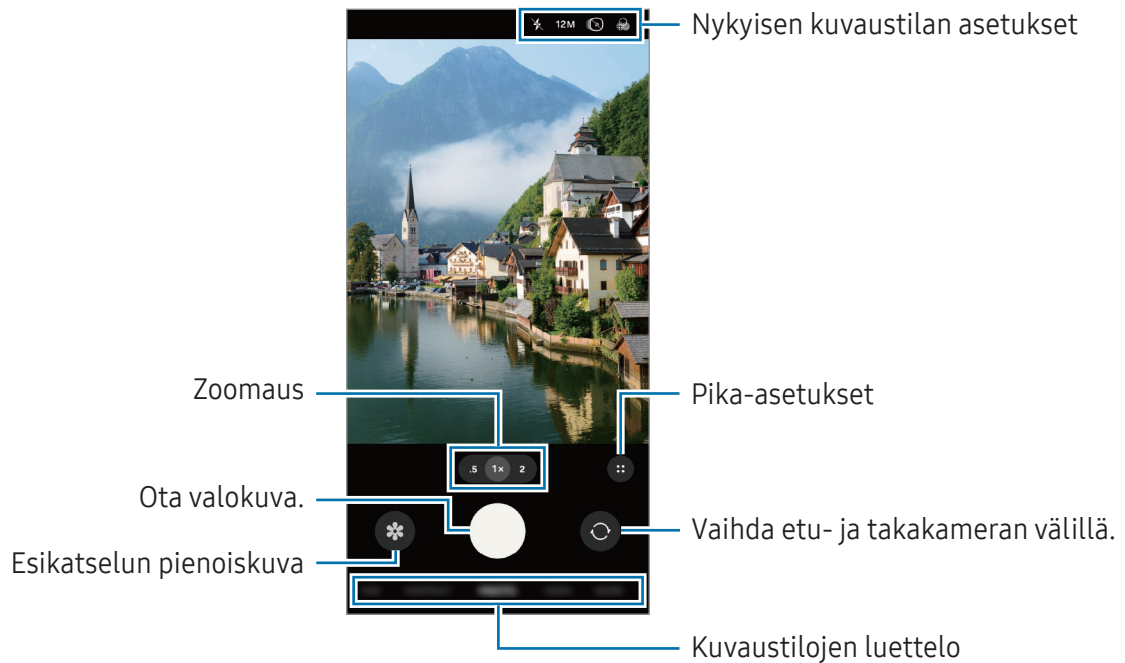 12M
Nykyisen kuvaustilan asetukset
Zoomaus
Pika-asetukset
.5 1× 2
Ota valokuva.
Vaihda etu- ja takakameran välillä.
Esikatselun pienoiskuva
Kuvaustilojen luettelo